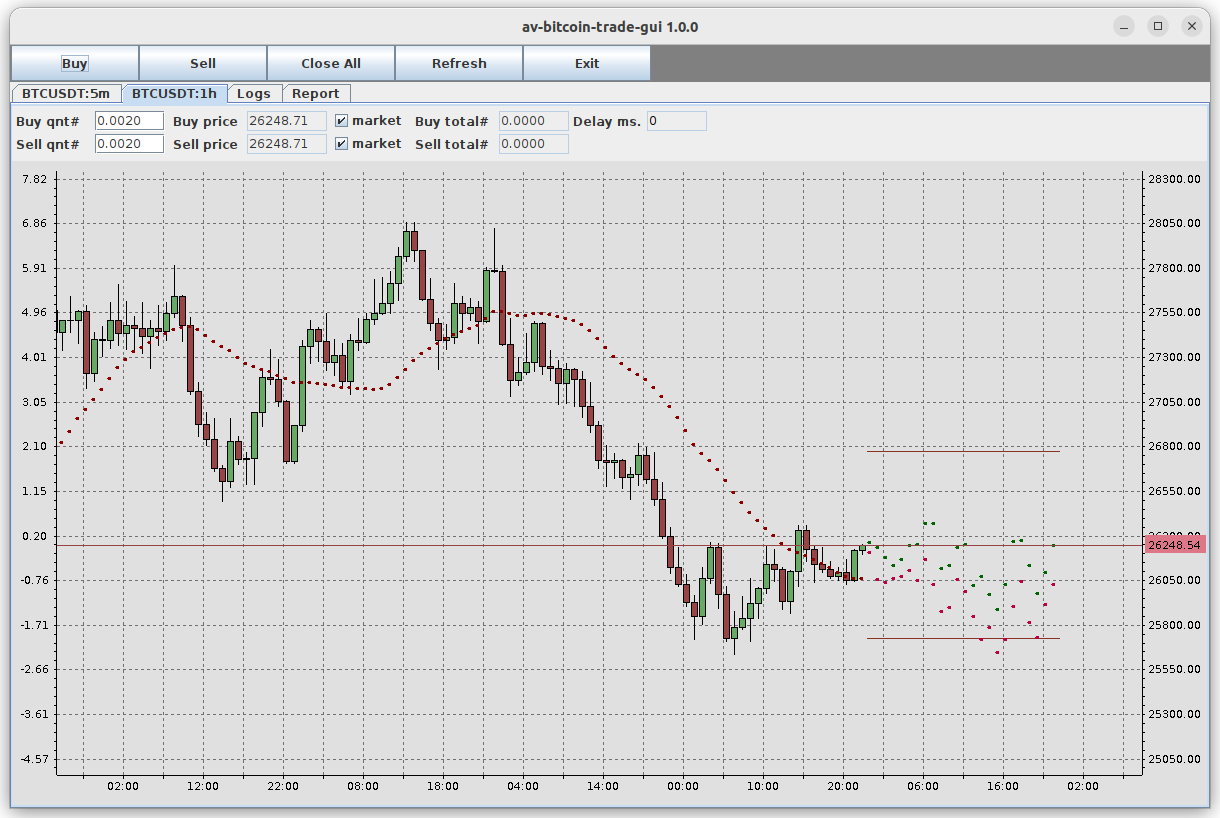 av-bitcoin-trade-gui 1.0.0
Buy Sell Close All Refresh Exit
BTCUSDT:5m BTCUSDT:1h Logs Report
Buy qnt# 0.0020 Buy price 26248.71 market Buy total# 0.0000 Delay ms. 0
Sell qnt# 0.0020 Sell price 26248.71 market Sell total# 0.0000
7.82 28300.00
6.86 28050.00
5.91 27800.00
4.96 27550.00
4.01 27300.00
3.05 27050.00
2.10 26800.00
1.15 26550.00
0.20
26248.54
-0.76 26050.00
-1.71 25800.00
-2.66 25550.00
-3.61 25300.00
-4.57 25050.00
02:00 12:00 22:00 08:00 18:00 04:00 14:00 00:00 10:00 20:00 06:00 16:00 02:00